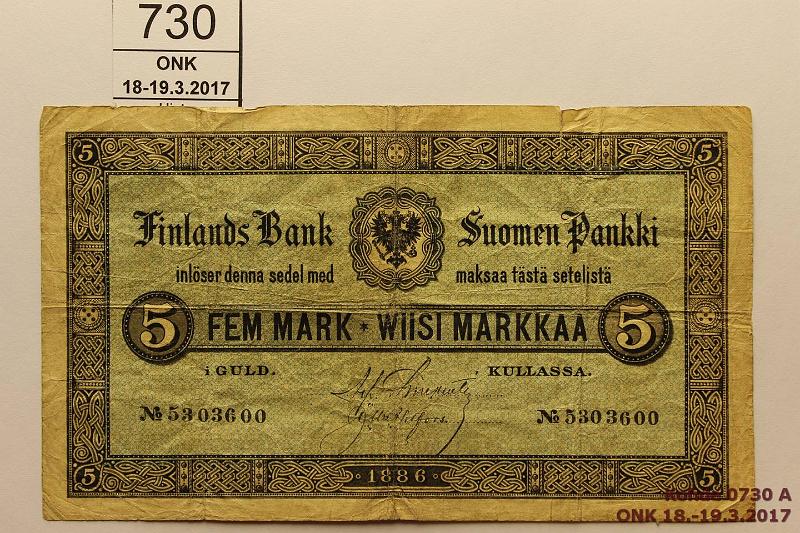 730
ONK
18-19.3.2017
5 5
Finlands Bank Suomen Pankki
inlöser denna sedel med maksaa tästä setelistä
5 FEM MARK * WIISI MARKKAA 5
i GULD. KULLASSA.
№ 5303600 № 5303600
5 · 1886 · 5
0730 A
ONK 18.-19.3.2017